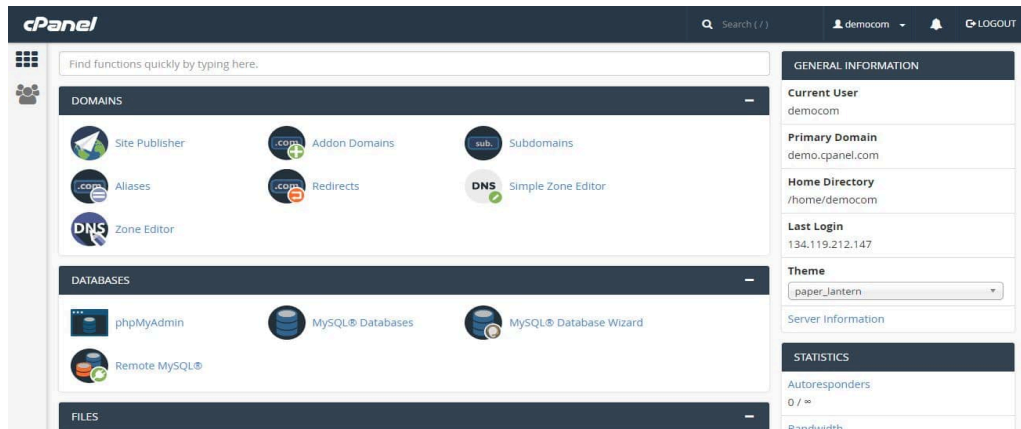 cPanel
Search ( / )
democom
LOGOUT
Find functions quickly by typing here.
DOMAINS
Site Publisher
.com
Addon Domains
sub.
Subdomains
.com
Aliases
.com
Redirects
DNS
Simple Zone Editor
DNS
Zone Editor
DATABASES
phpMyAdmin
MySQL® Databases
MySQL® Database Wizard
Remote MySQL®
FILES
GENERAL INFORMATION
Current User
democom
Primary Domain
demo.cpanel.com
Home Directory
/home/democom
Last Login
134.119.212.147
Theme
paper_lantern
Server Information
STATISTICS
Autoresponders
0 / ∞
Bandwidth